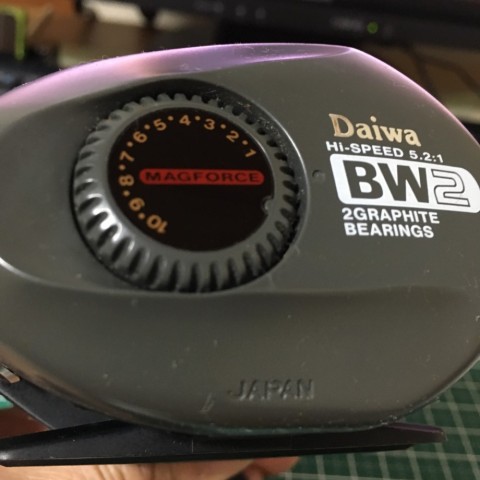 Daiwa
Hi-SPEED 5.2:1
BW2
2GRAPHITE
BEARINGS
1 2 3 4 5 6 7 8 9 10
MAGFORCE
JAPAN